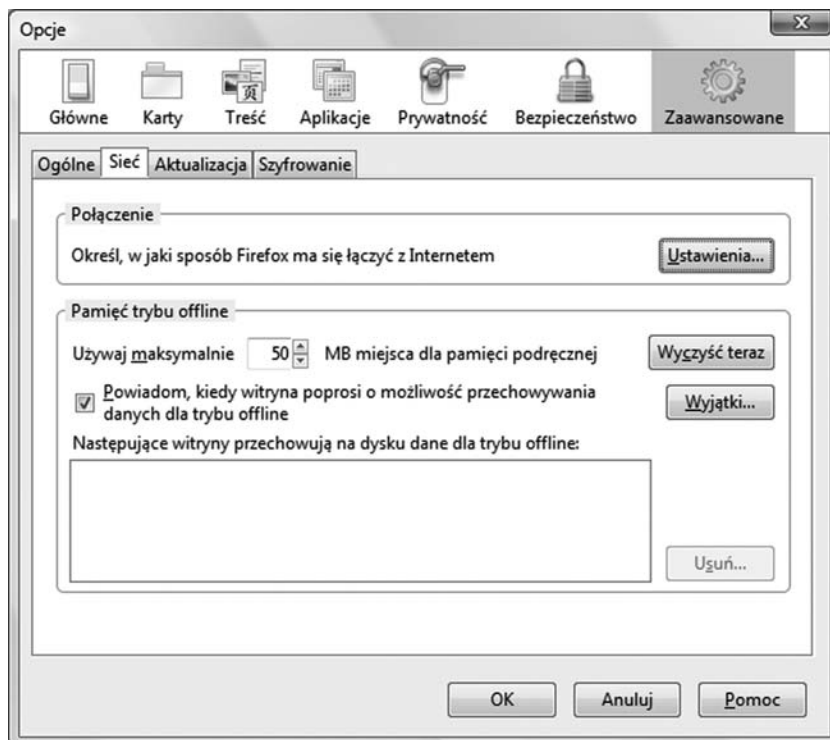 Opcje
Główne Karty Treść Aplikacje Prywatność Bezpieczeństwo Zaawansowane
Ogólne Sieć Aktualizacja Szyfrowanie
Połączenie
Określ, w jaki sposób Firefox ma się łączyć z Internetem Ustawienia...
Pamięć trybu offline
Używaj maksymalnie 50 MB miejsca dla pamięci podręcznej Wyczyść teraz
Powiadom, kiedy witryna poprosi o możliwość przechowywania
danych dla trybu offline
Wyjątki...
Następujące witryny przechowują na dysku dane dla trybu offline:
Usuń...
OK Anuluj Pomoc